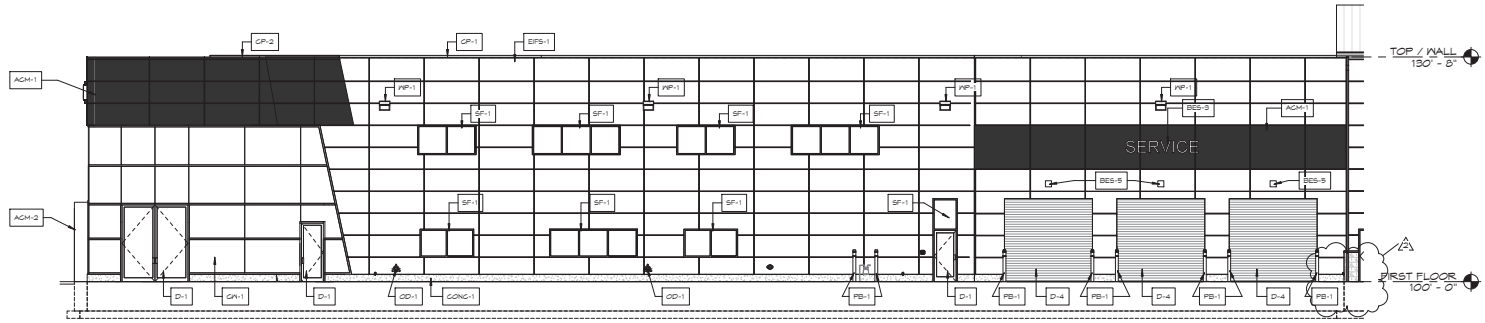 CP-2
CP-1
EIFS-1
TOP / WALL
130' - 8"
ACM-1
WP-1
WP-1
WP-1
WP-1
BES-3
ACM-1
SF-1
SF-1
SF-1
SF-1
SERVICE
BES-5
BES-5
SF-1
SF-1
SF-1
SF-1
ACM-2
2
FIRST FLOOR
100' - 0"
D-1
CW-1
D-1
OD-1
CONC-1
OD-1
PB-1
D-1
PB-1
D-4
PB-1
D-4
PB-1
D-4
PB-1